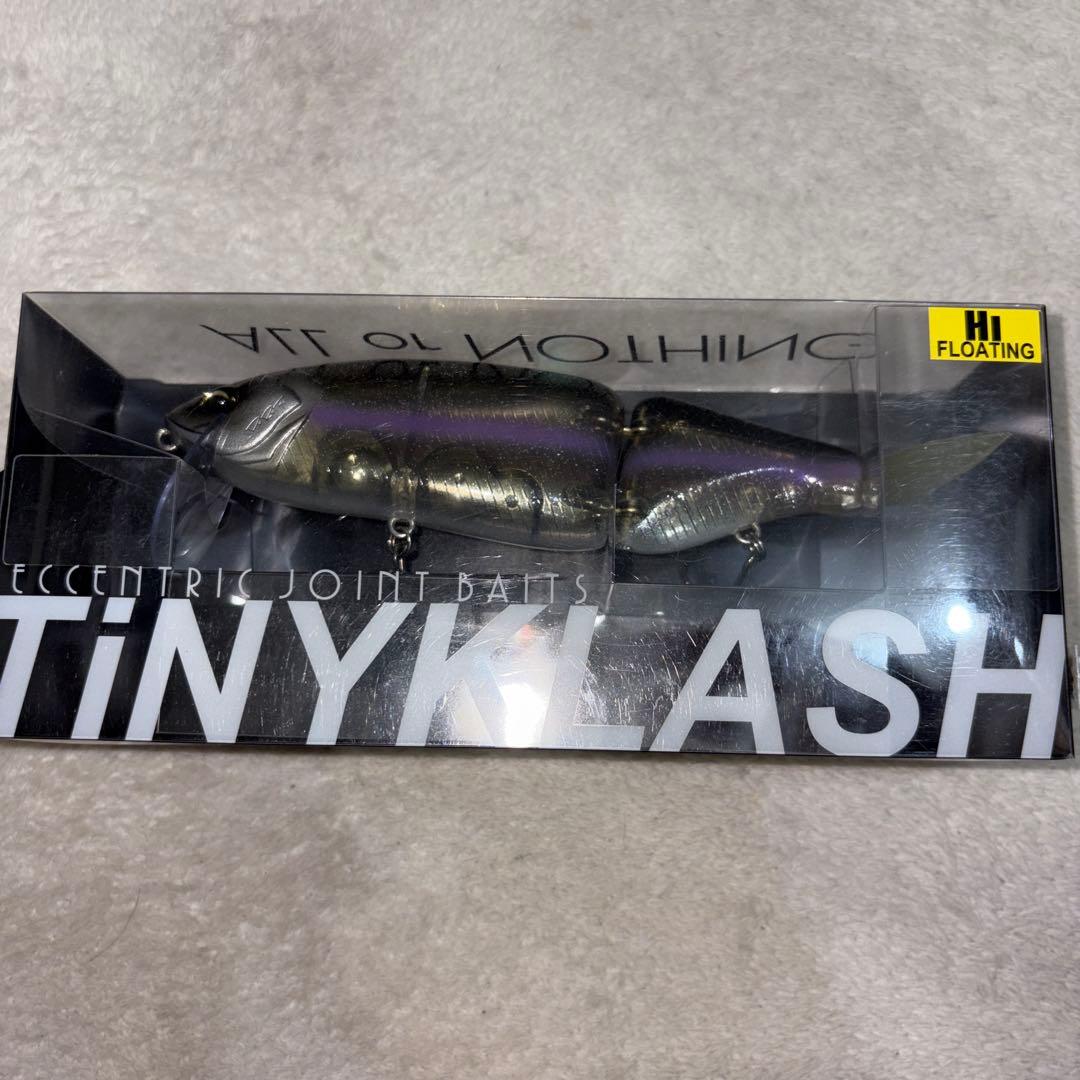 ALL OR NOTHING
Hi
FLOATING
ECCENTRIC JOINT BAITS
TiNYKLASH